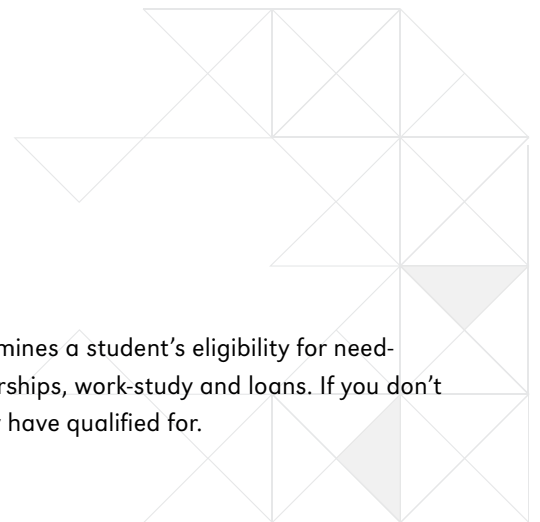 mines a student’s eligibility for need-
rships, work-study and loans. If you don’t
have qualified for.